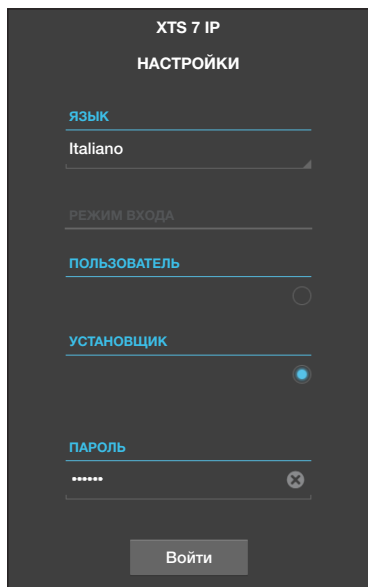 XTS 7 IP
НАСТРОЙКИ
ЯЗЫК
Italiano
РЕЖИМ ВХОДА
ПОЛЬЗОВАТЕЛЬ
УСТАНОВЩИК
ПАРОЛЬ
••••••
Войти